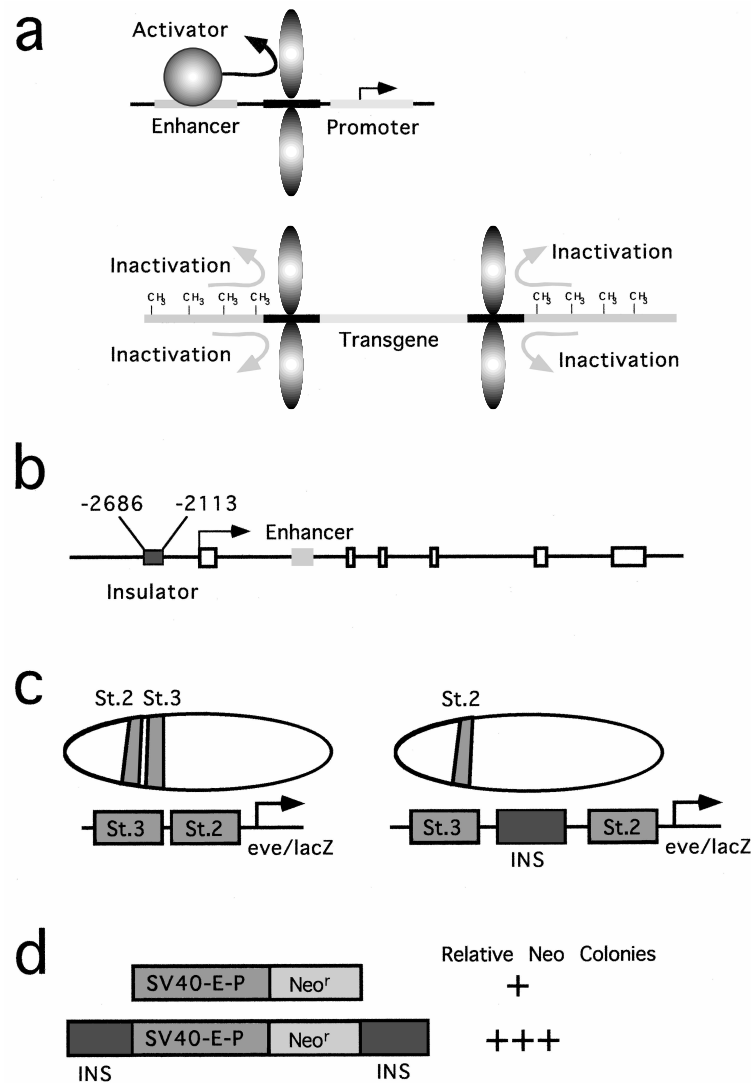 a
Activator
Enhancer Promoter
Inactivation Inactivation
CH3 CH3 CH3 CH3 CH3 CH3 CH3 CH3
Transgene
Inactivation Inactivation
b
-2686 -2113
Enhancer
Insulator
c
St.2 St.3 St.2
St.3 St.2 St.3 St.2
eve/lacZ INS eve/lacZ
d
Relative Neo Colonies
SV40-E-P Neoʳ +
SV40-E-P Neoʳ +++
INS INS